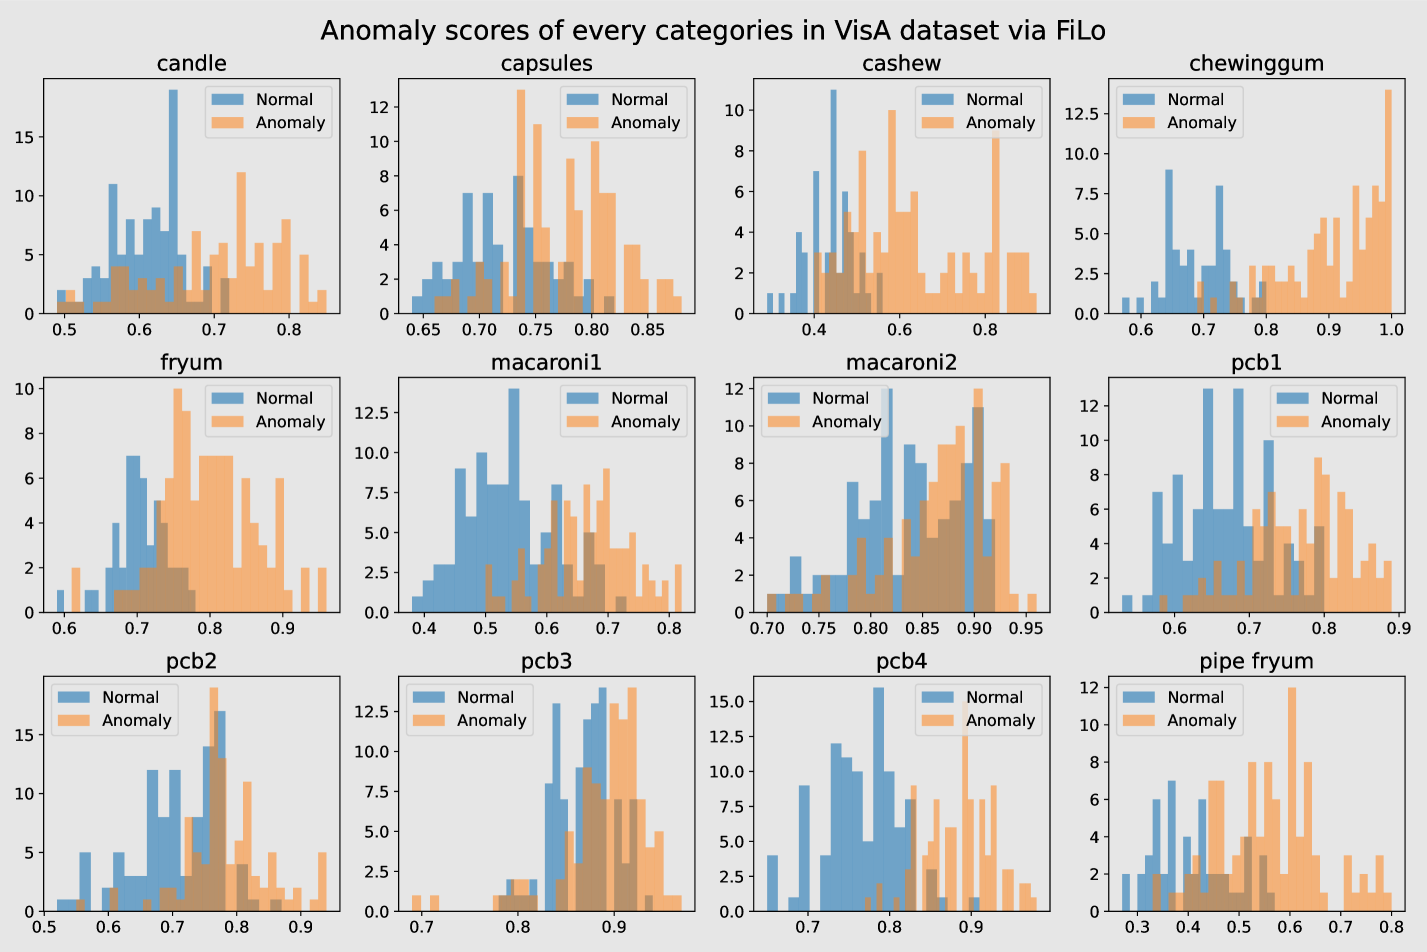 Anomaly scores of every categories in VisA dataset via FiLo
candle
Normal
Anomaly
15
10
5
0
0.5 0.6 0.7 0.8
capsules
Normal
Anomaly
12
10
8
6
4
2
0
0.65 0.70 0.75 0.80 0.85
cashew
Normal
Anomaly
10
8
6
4
2
0
0.4 0.6 0.8
chewinggum
Normal
Anomaly
12.5
10.0
7.5
5.0
2.5
0.0
0.6 0.7 0.8 0.9 1.0
fryum
Normal
Anomaly
10
8
6
4
2
0
0.6 0.7 0.8 0.9
macaroni1
Normal
Anomaly
12.5
10.0
7.5
5.0
2.5
0.0
0.4 0.5 0.6 0.7 0.8
macaroni2
Normal
Anomaly
12
10
8
6
4
2
0
0.70 0.75 0.80 0.85 0.90 0.95
pcb1
Normal
Anomaly
12
10
8
6
4
2
0
0.6 0.7 0.8 0.9
pcb2
Normal
Anomaly
15
10
5
0
0.5 0.6 0.7 0.8 0.9
pcb3
Normal
Anomaly
12.5
10.0
7.5
5.0
2.5
0.0
0.7 0.8 0.9
pcb4
Normal
Anomaly
15.0
12.5
10.0
7.5
5.0
2.5
0.0
0.7 0.8 0.9
pipe fryum
Normal
Anomaly
12
10
8
6
4
2
0
0.3 0.4 0.5 0.6 0.7 0.8